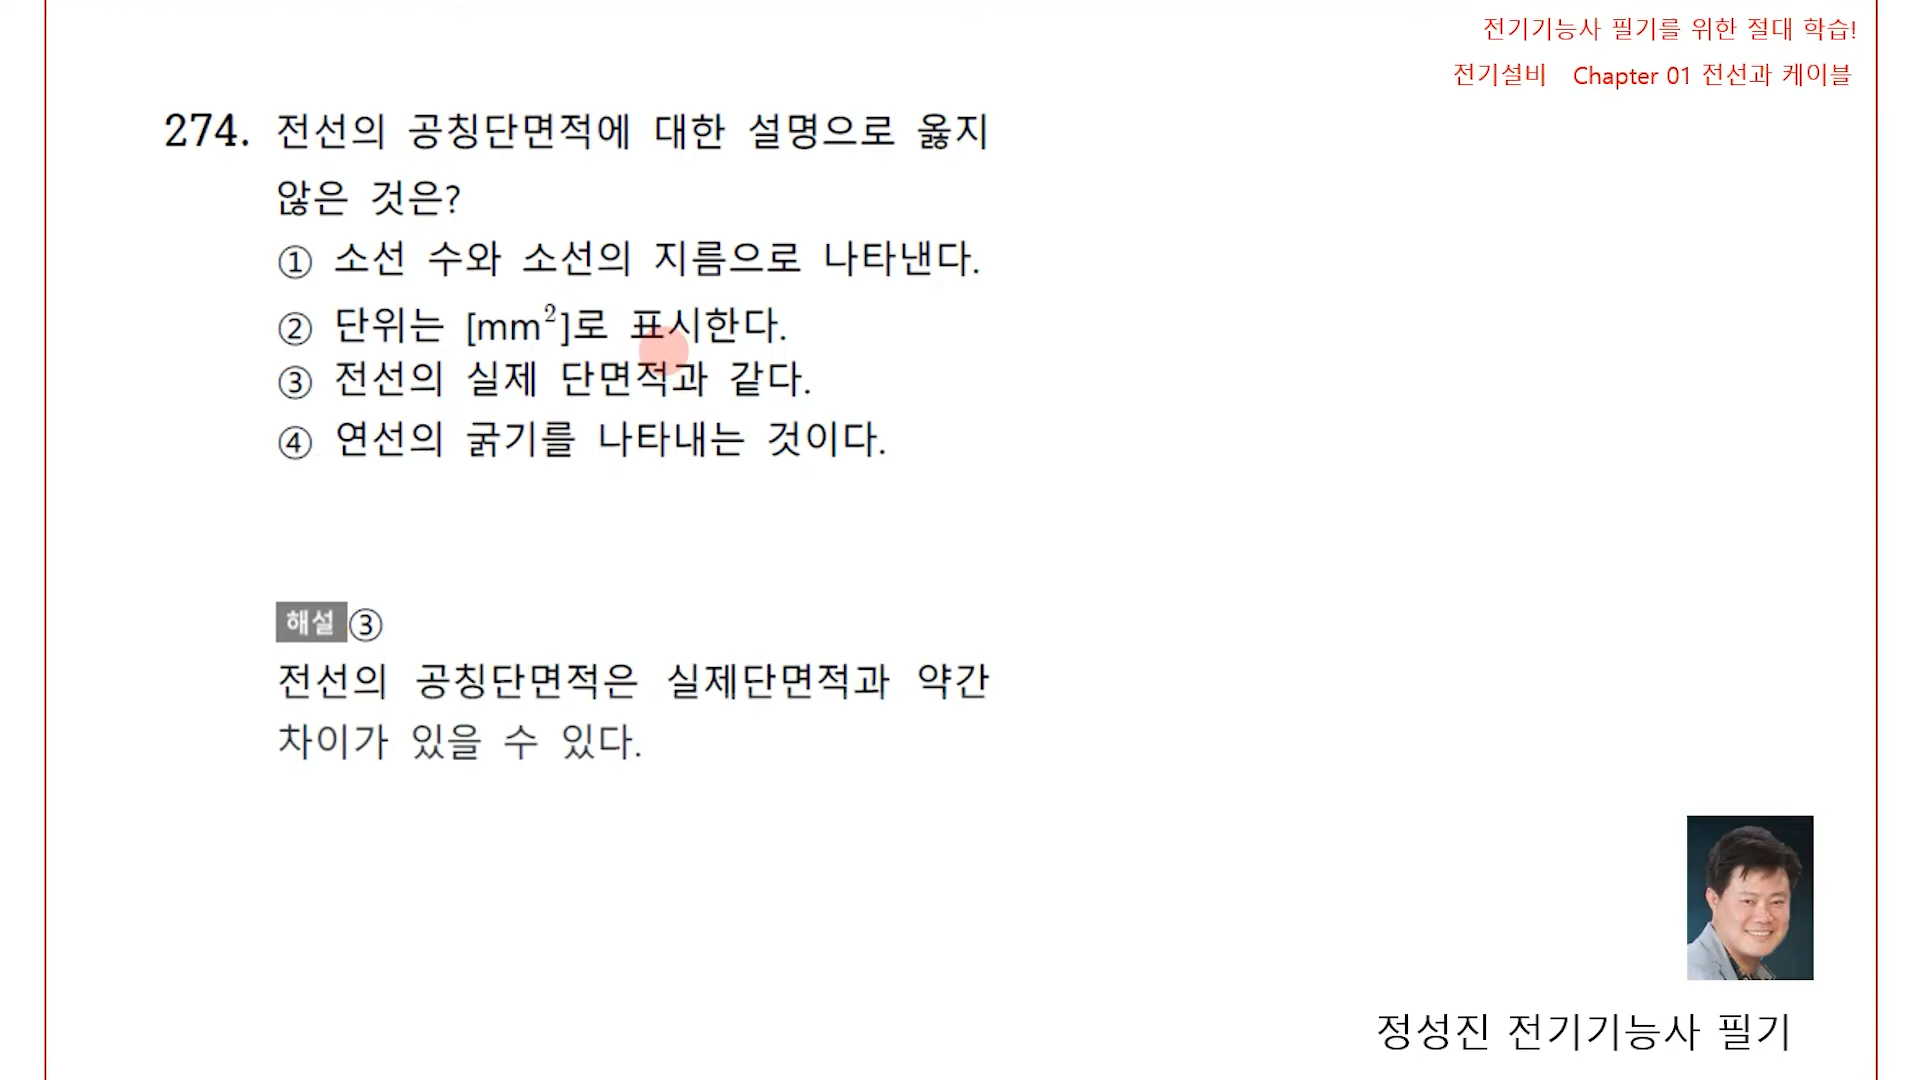 전기기능사 필기를 위한 절대 학습!
전기설비 Chapter 01 전선과 케이블
274. 전선의 공칭단면적에 대한 설명으로 옳지
않은 것은?
① 소선 수와 소선의 지름으로 나타낸다.
② 단위는 [mm²]로 표시한다.
③ 전선의 실제 단면적과 같다.
④ 연선의 굵기를 나타내는 것이다.
해설 ③
전선의 공칭단면적은 실제단면적과 약간
차이가 있을 수 있다.
정성진 전기기능사 필기